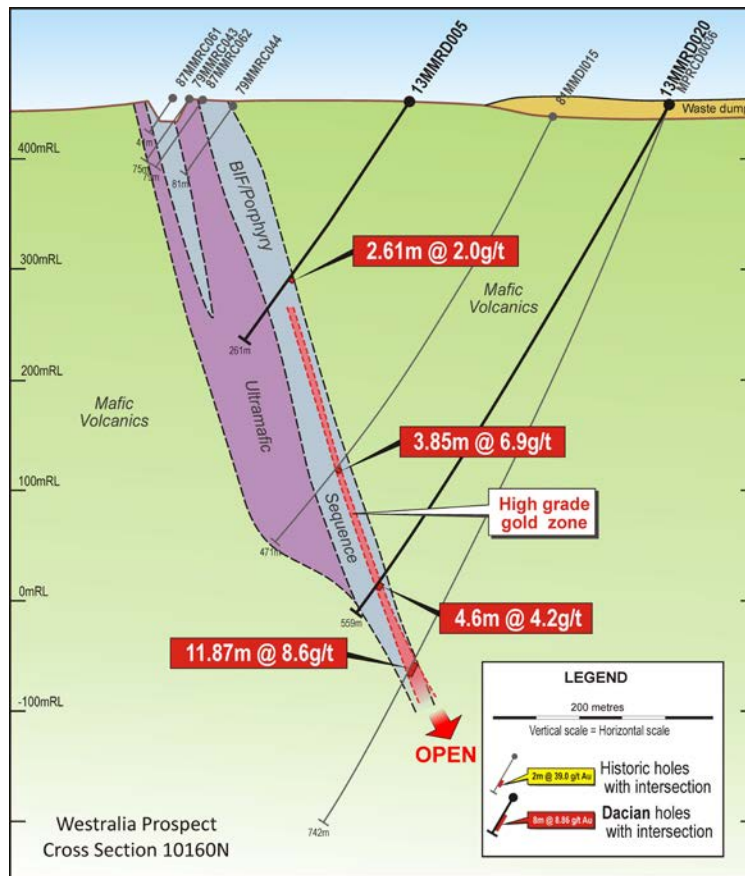 87MMRC061
79MMRC043
87MMRC062
79MMRC044
13MMRD005
81MMDI015
13MMRD020
Waste dump
400mRL
75m
81m
BIF/Porphyry
2.61m @ 2.0g/t
300mRL
Mafic
Volcanics
261m
200mRL
Mafic
Volcanics
Ultramafic
3.85m @ 6.9g/t
100mRL
Sequence
High grade
gold zone
471m
0mRL
559m
4.6m @ 4.2g/t
11.87m @ 8.6g/t
-100mRL
OPEN
742m
Westralia Prospect
Cross Section 10160N
LEGEND
200 metres
Vertical scale = Horizontal scale
2m @ 39.0 g/t Au
Historic holes
with intersection
8m @ 8.86 g/t Au
Dacian holes
with intersection